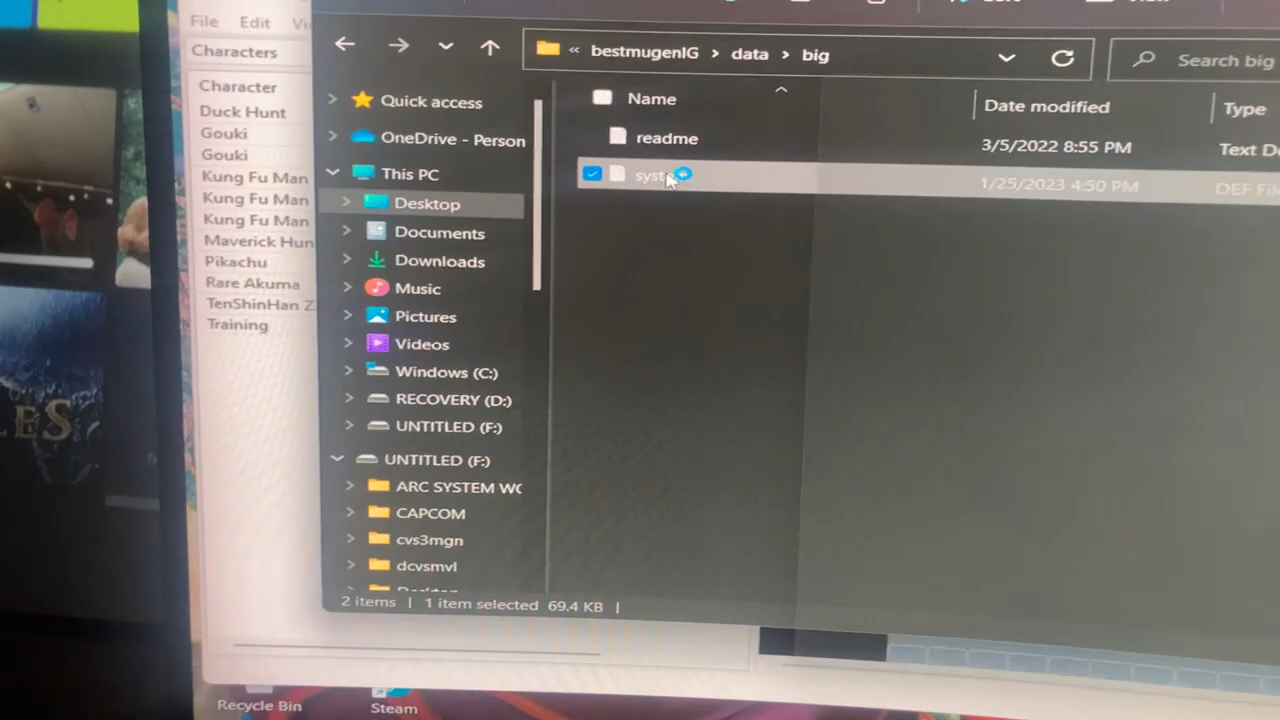 File Edit
Characters
Character
Duck Hunt
Gouki
Gouki
Kung Fu Man
Kung Fu Man
Kung Fu Man
Maverick Hun
Pikachu
Rare Akuma
TenShinHan Z
Training
« bestmugenIG > data > big
Search big
Quick access
OneDrive - Person
This PC
Desktop
Documents
Downloads
Music
Pictures
Videos
Windows (C:)
RECOVERY (D:)
UNTITLED (F:)
UNTITLED (F:)
ARC SYSTEM WO
CAPCOM
cvs3mgn
dcvsmvl
Name Date modified Type
readme 3/5/2022 8:55 PM Text De
syst 1/25/2023 4:50 PM DEF File
2 items | 1 item selected 69.4 KB |
Recycle Bin
Steam
ES